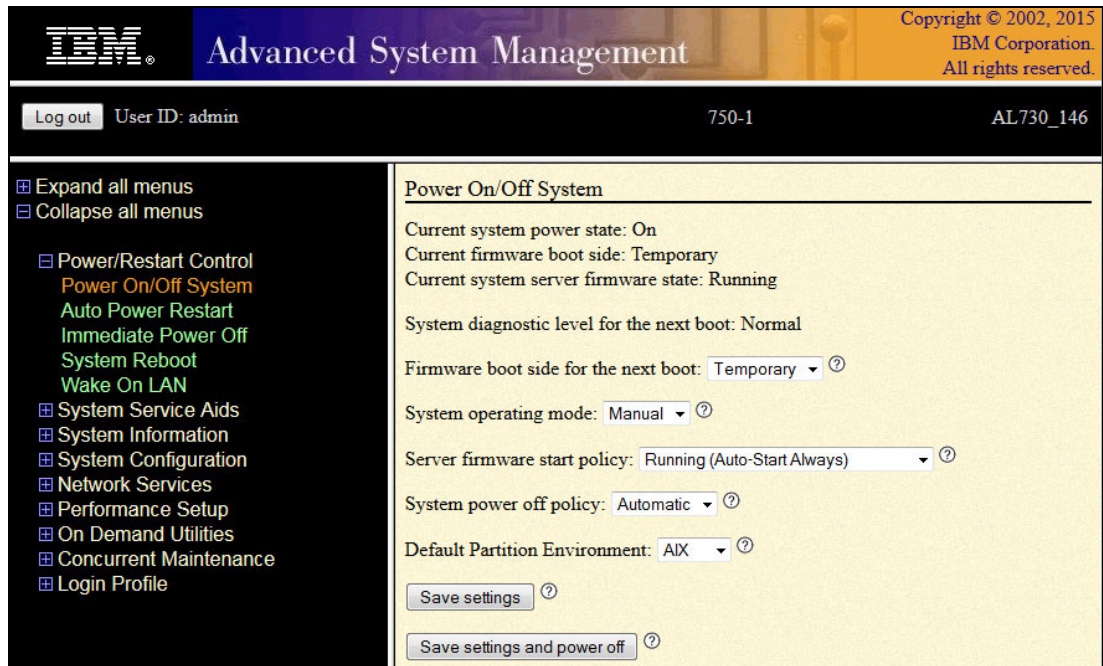 IBM®
Advanced System Management
Copyright © 2002, 2015
IBM Corporation.
All rights reserved.
Log out User ID: admin 750-1 AL730_146
Expand all menus
Collapse all menus
Power/Restart Control
Power On/Off System
Auto Power Restart
Immediate Power Off
System Reboot
Wake On LAN
System Service Aids
System Information
System Configuration
Network Services
Performance Setup
On Demand Utilities
Concurrent Maintenance
Login Profile
Power On/Off System
Current system power state: On
Current firmware boot side: Temporary
Current system server firmware state: Running
System diagnostic level for the next boot: Normal
Firmware boot side for the next boot: Temporary ?
System operating mode: Manual ?
Server firmware start policy: Running (Auto-Start Always) ?
System power off policy: Automatic ?
Default Partition Environment: AIX ?
Save settings ?
Save settings and power off ?